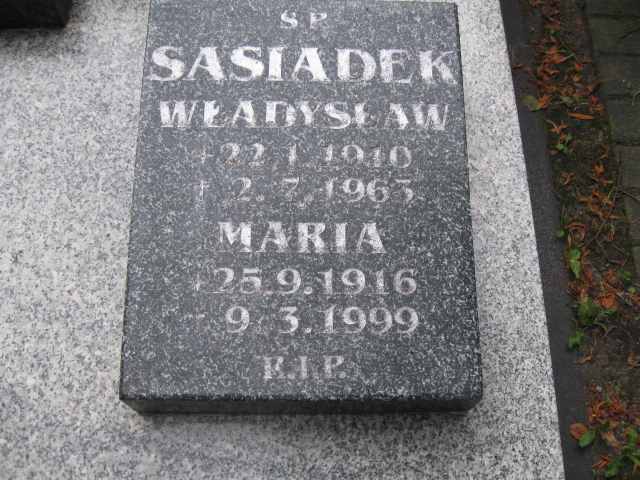 Ś P
SASIADEK
WŁADYSŁAW
* 22.1.1910
† 2.7.1963
MARIA
* 25.9.1916
† 9.3.1999
R.I.P.